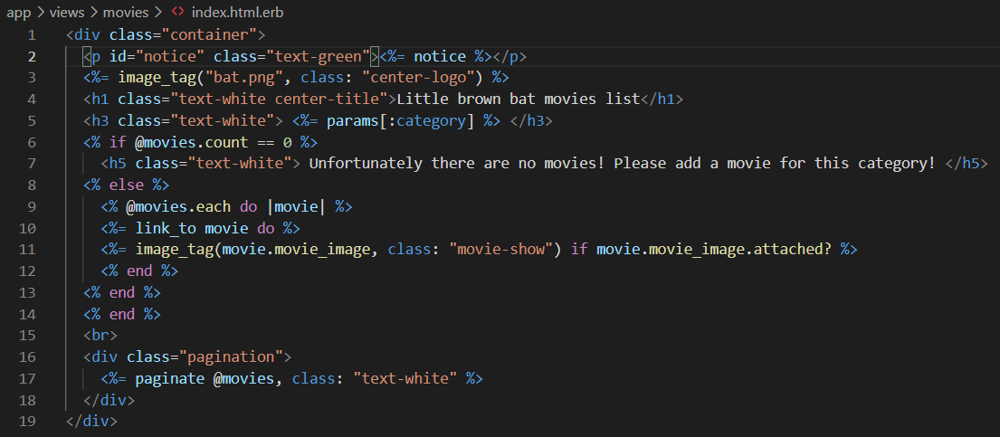 app > views > movies > <> index.html.erb
1 <div class="container">
2 <p id="notice" class="text-green"><%= notice %></p>
3 <%= image_tag("bat.png", class: "center-logo") %>
4 <h1 class="text-white center-title">Little brown bat movies list</h1>
5 <h3 class="text-white"> <%= params[:category] %> </h3>
6 <% if @movies.count == 0 %>
7 <h5 class="text-white"> Unfortunately there are no movies! Please add a movie for this category! </h5>
8 <% else %>
9 <% @movies.each do |movie| %>
10 <%= link_to movie do %>
11 <%= image_tag(movie.movie_image, class: "movie-show") if movie.movie_image.attached? %>
12 <% end %>
13 <% end %>
14 <% end %>
15 <br>
16 <div class="pagination">
17 <%= paginate @movies, class: "text-white" %>
18 </div>
19 </div>